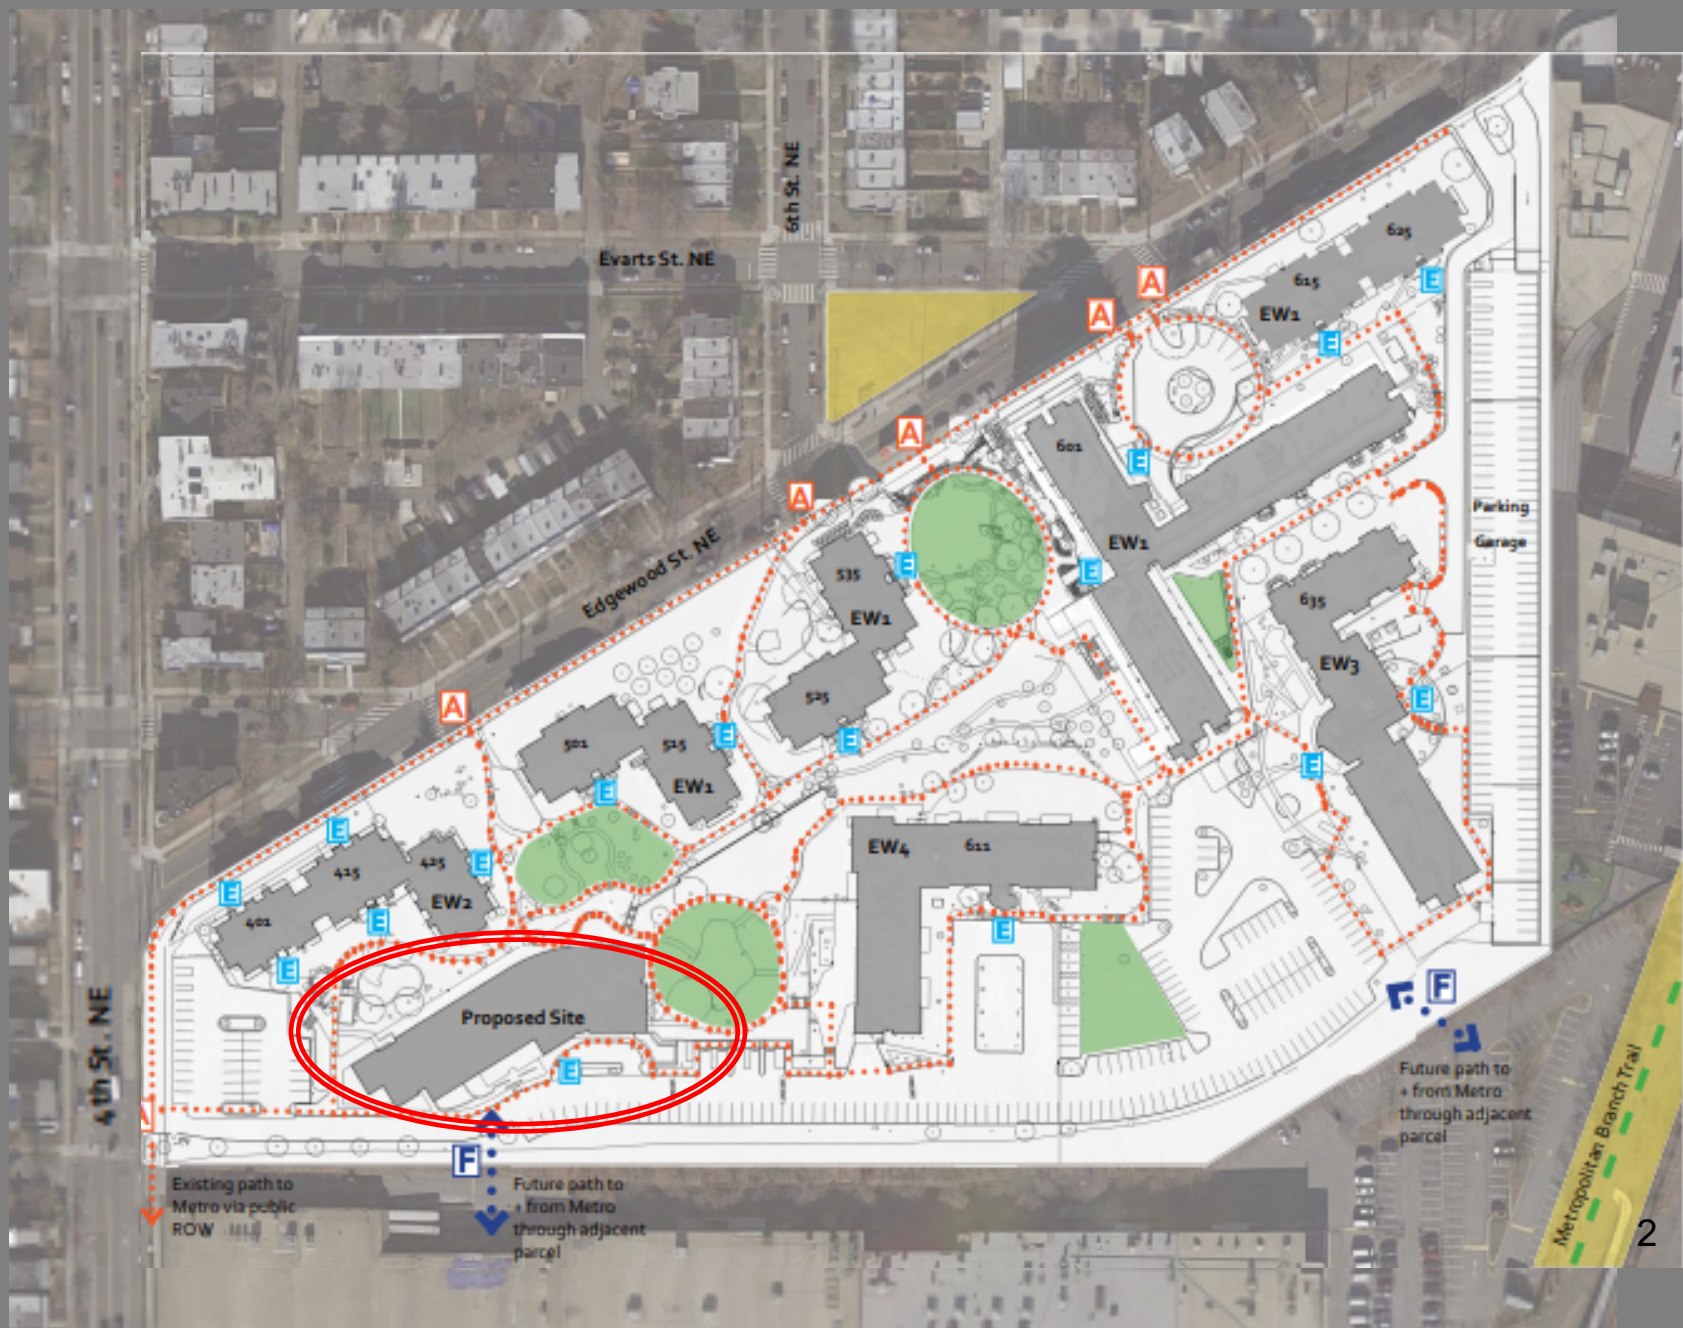 6th St. NE
Evarts St. NE
625
615
EW1
A
E
A
E
601
A
E
A
Parking
Garage
EW1
Edgewood St. NE
535
E
E
EW1
635
EW3
525
E
A
501
515
E
E
EW1
E
E
E
415
425
E
EW4
611
E
401
EW2
E
E
E
Proposed Site
4th St. NE
F
E
A
Future path to
+ from Metro
through adjacent
parcel
Metropolitan Branch Trail
F
Existing path to
Metro via public
ROW
Future path to
+ from Metro
through adjacent
parcel
2